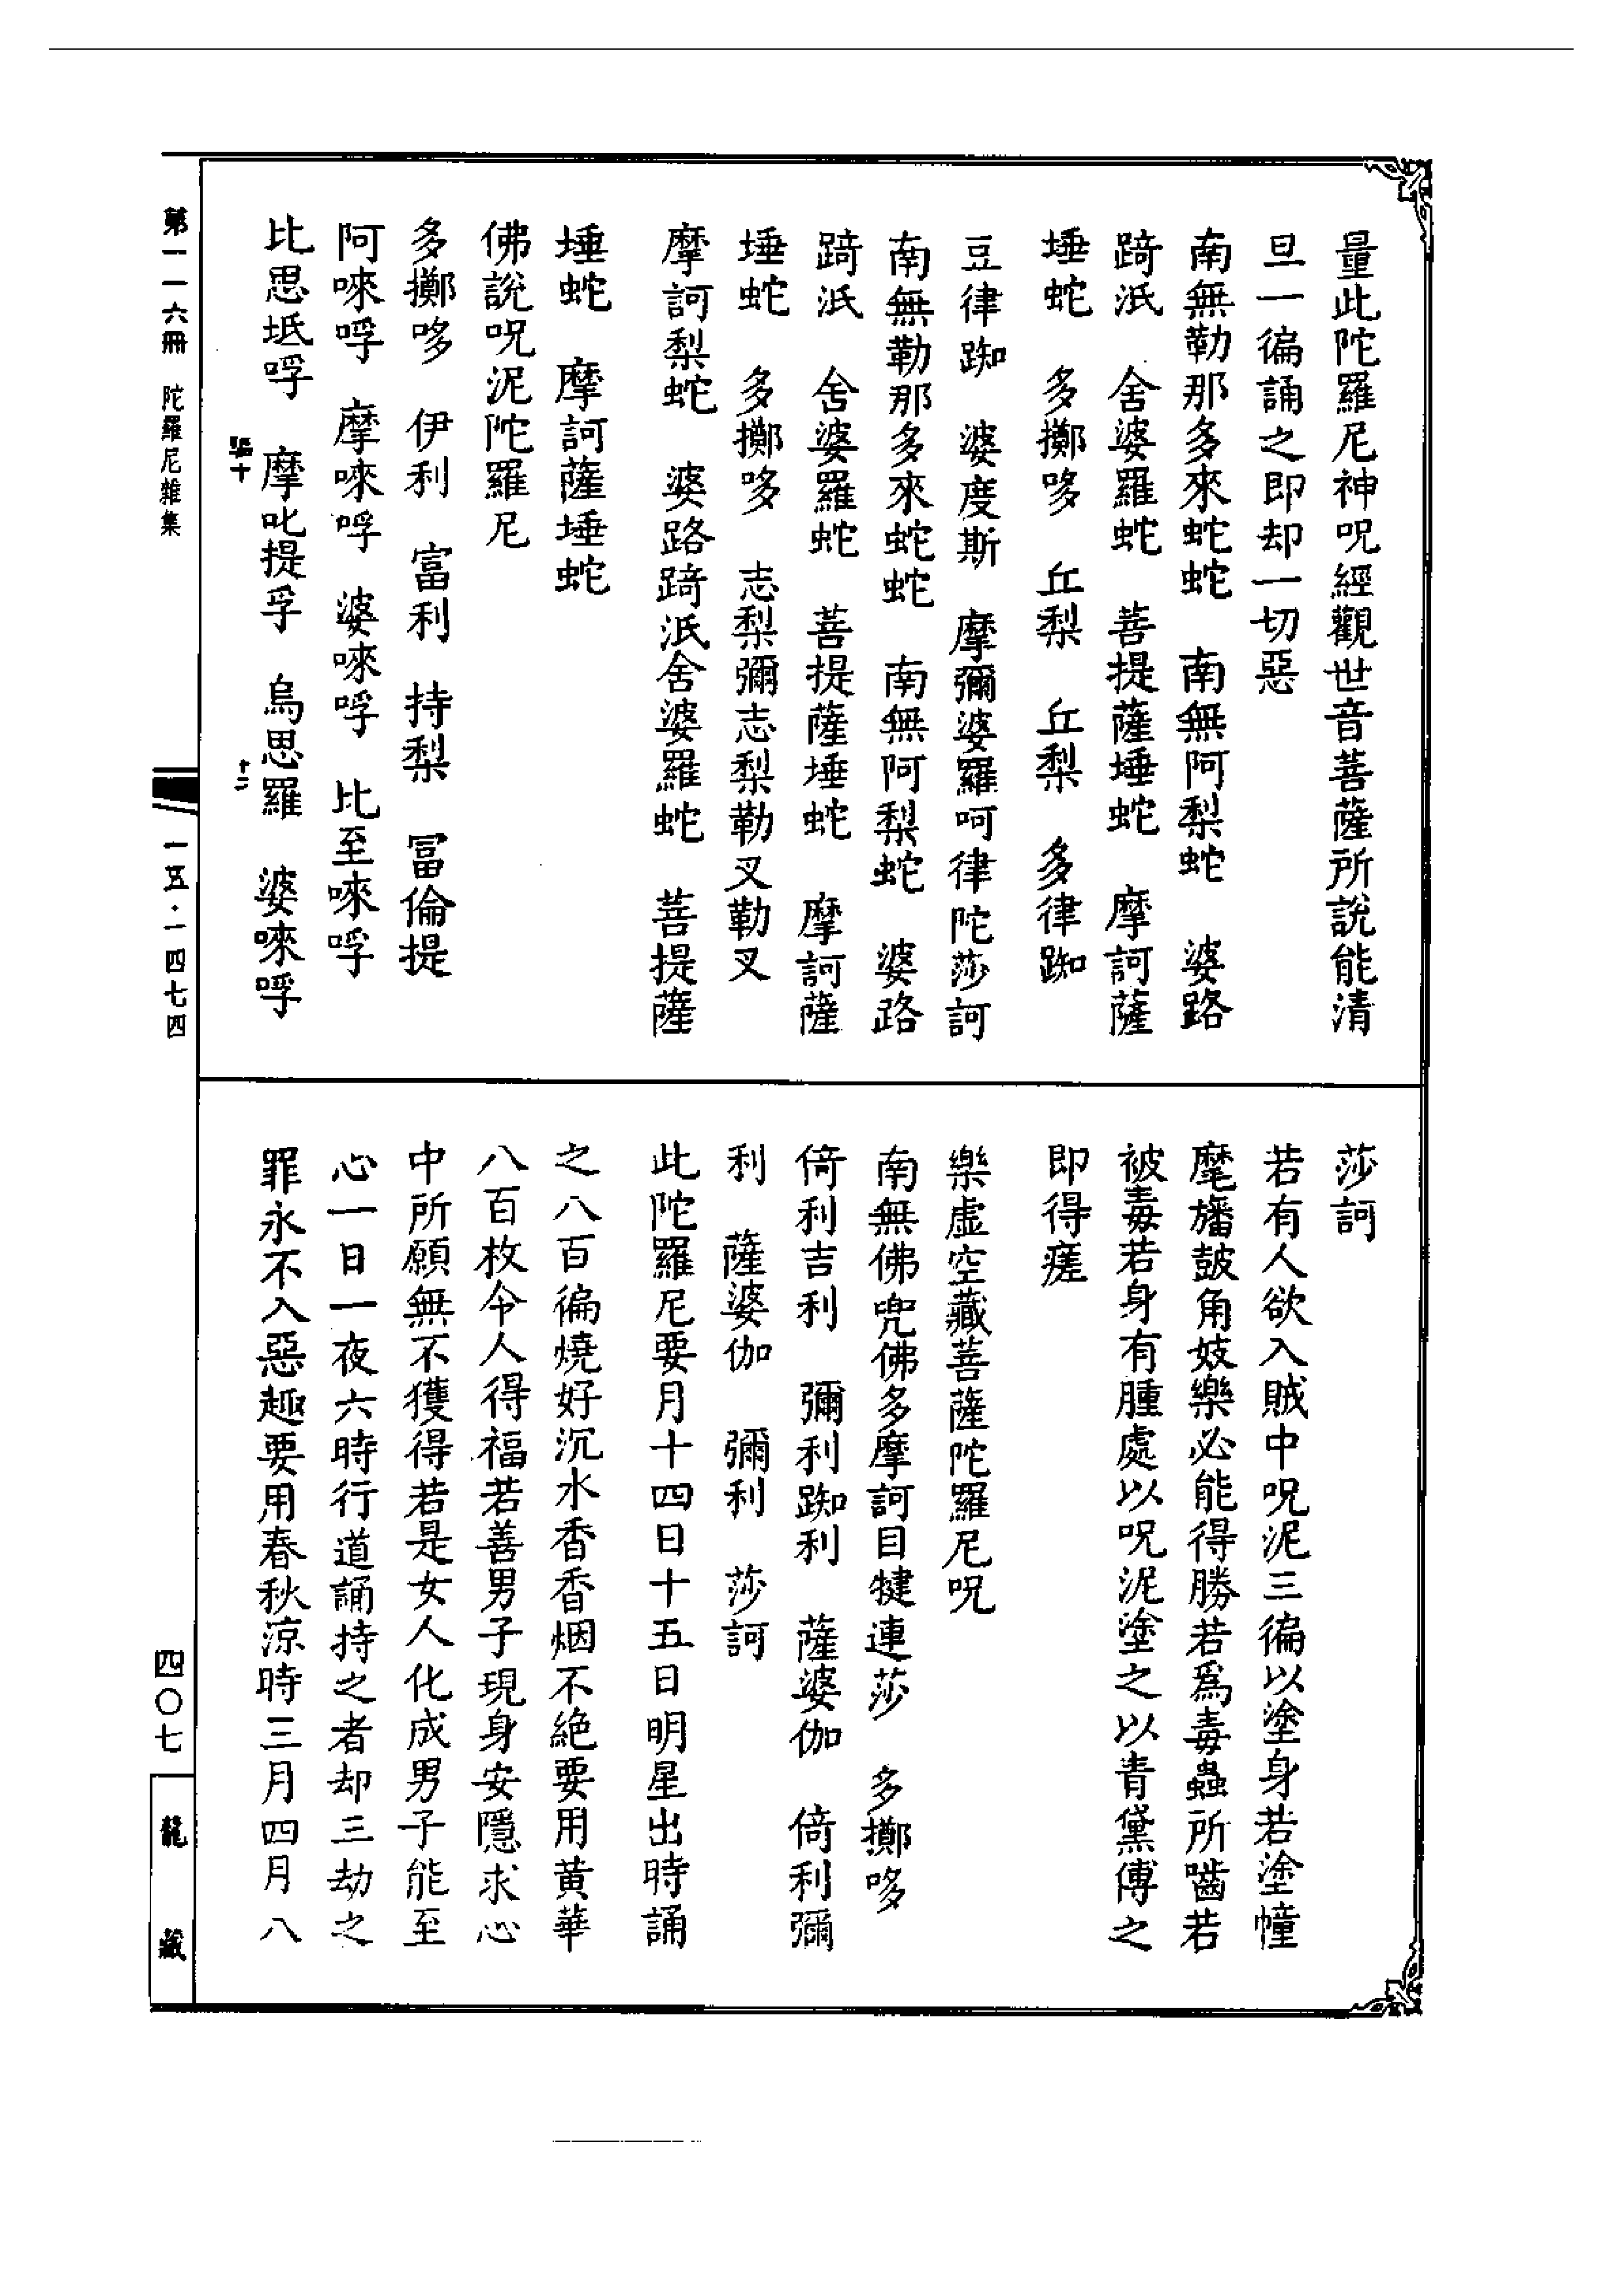 量此陀羅尼神呪經觀世音菩薩所說能清
旦一徧誦之即却一切惡
南無勒那多來蛇蛇　南無阿梨蛇　婆路
踦泜　舍婆羅蛇　菩提薩埵蛇　摩訶薩
埵蛇　多擲哆　丘梨　丘梨　多律踟
豆律踟　婆度斯　摩彌婆羅呵律陀莎訶
南無勒那多來蛇蛇　南無阿梨蛇　婆路
踦泜　舍婆羅蛇　菩提薩埵蛇　摩訶薩
埵蛇　多擲哆　志梨彌志梨勒叉勒叉
摩訶梨蛇　婆路踦泜舍婆羅蛇　菩提薩
埵蛇　摩訶薩埵蛇
佛說呪泥陀羅尼
多擲哆　伊利　富利　持梨　冨倫提
阿唻呼　摩唻呼　婆唻呼　比至唻呼
比思坻呼　摩叱提孚　烏思羅　婆唻呼
莎訶
若有人欲入賊中呪泥三徧以塗身若塗幢
麾旛鼓角妓樂必能得勝若爲毒蟲所嚙若
被毒若身有腫處以呪泥塗之以青黛傅之
即得瘥
樂虛空藏菩薩陀羅尼呪
南無佛兜佛多摩訶目犍連莎　多擲哆
倚利吉利　彌利踟利　薩婆伽　倚利彌
利　薩婆伽　彌利　莎訶
此陀羅尼要月十四日十五日明星出時誦
之八百徧燒好沉水香香烟不絶要用黄華
八百枚令人得福若善男子現身安隱求心
中所願無不獲得若是女人化成男子能至
心一日一夜六時行道誦持之者却三劫之
罪永不入惡趣要用春秋涼時三月四月八
十
十二
第一一六冊　陀羅尼雜集
一五·一四七四
四〇七
龍藏